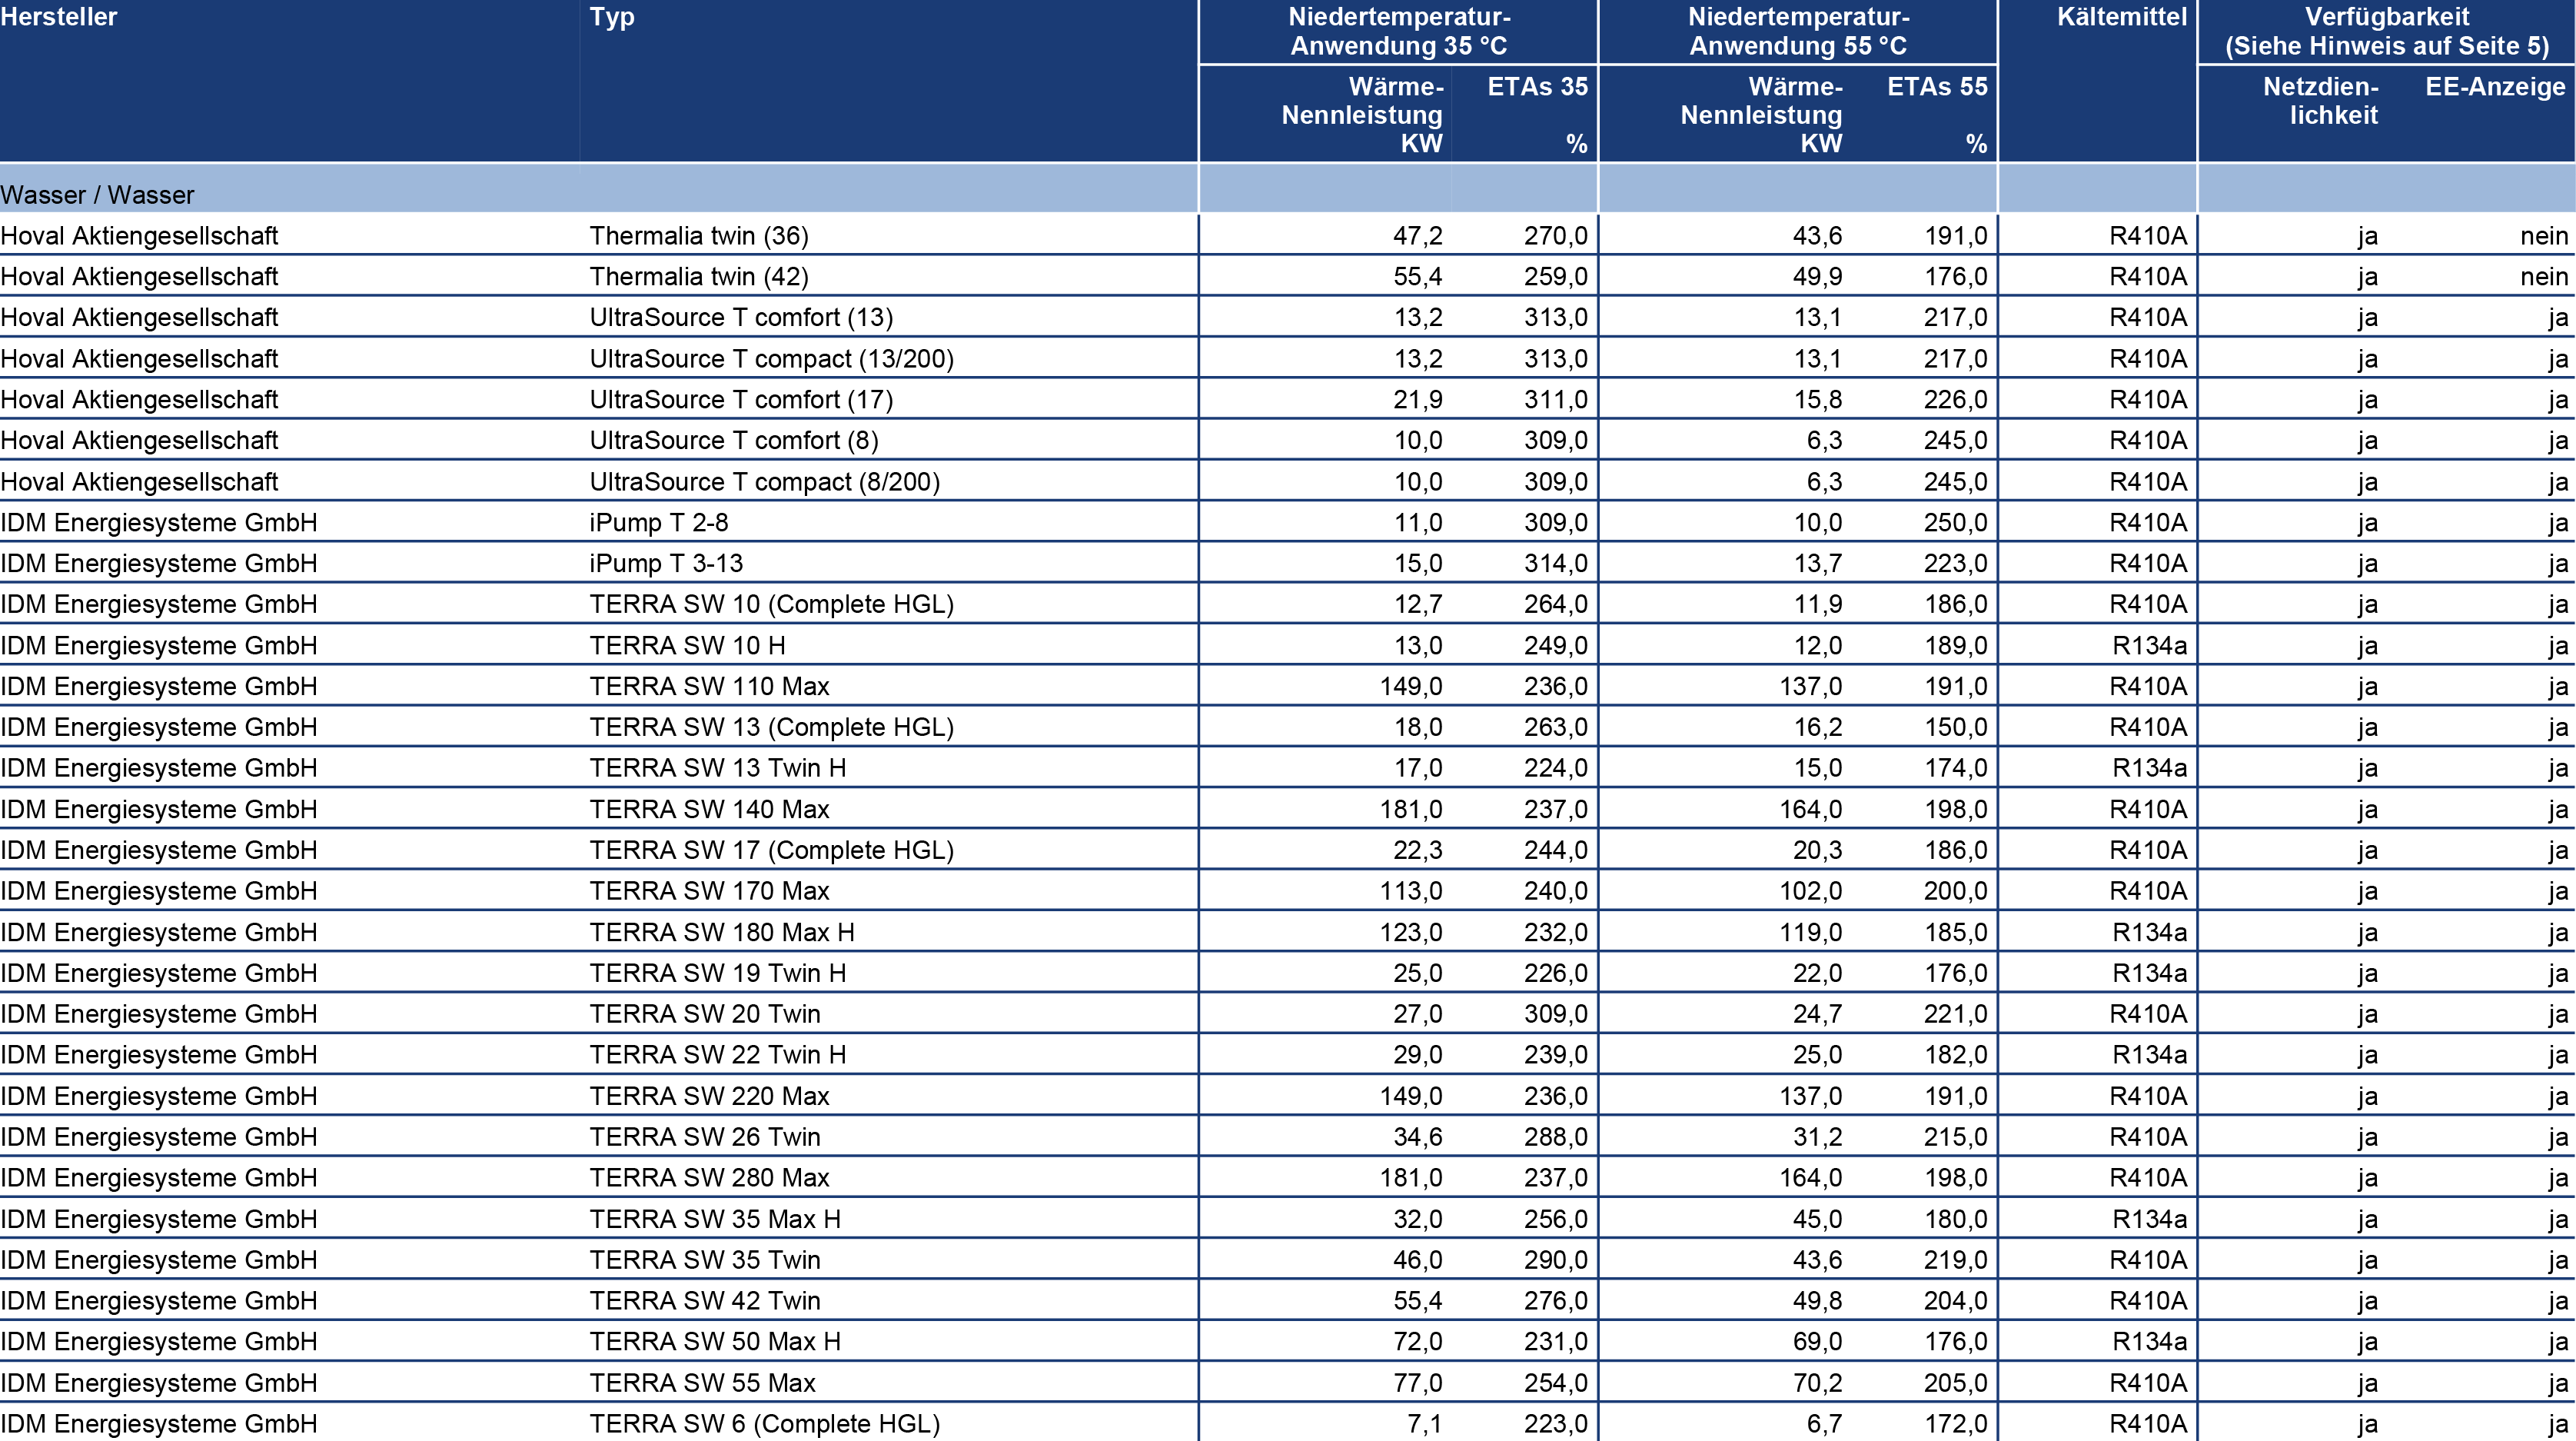 Hersteller Typ Niedertemperatur- Niedertemperatur- Kältemittel Verfügbarkeit
Anwendung 35 °C Anwendung 55 °C (Siehe Hinweis auf Seite 5)
Wärme- ETAs 35 Wärme- ETAs 55 Netzdien- EE-Anzeige
Nennleistung Nennleistung lichkeit
KW % KW %
Wasser / Wasser
Hoval Aktiengesellschaft Thermalia twin (36) 47,2 270,0 43,6 191,0 R410A ja nein
Hoval Aktiengesellschaft Thermalia twin (42) 55,4 259,0 49,9 176,0 R410A ja nein
Hoval Aktiengesellschaft UltraSource T comfort (13) 13,2 313,0 13,1 217,0 R410A ja ja
Hoval Aktiengesellschaft UltraSource T compact (13/200) 13,2 313,0 13,1 217,0 R410A ja ja
Hoval Aktiengesellschaft UltraSource T comfort (17) 21,9 311,0 15,8 226,0 R410A ja ja
Hoval Aktiengesellschaft UltraSource T comfort (8) 10,0 309,0 6,3 245,0 R410A ja ja
Hoval Aktiengesellschaft UltraSource T compact (8/200) 10,0 309,0 6,3 245,0 R410A ja ja
IDM Energiesysteme GmbH iPump T 2-8 11,0 309,0 10,0 250,0 R410A ja ja
IDM Energiesysteme GmbH iPump T 3-13 15,0 314,0 13,7 223,0 R410A ja ja
IDM Energiesysteme GmbH TERRA SW 10 (Complete HGL) 12,7 264,0 11,9 186,0 R410A ja ja
IDM Energiesysteme GmbH TERRA SW 10 H 13,0 249,0 12,0 189,0 R134a ja ja
IDM Energiesysteme GmbH TERRA SW 110 Max 149,0 236,0 137,0 191,0 R410A ja ja
IDM Energiesysteme GmbH TERRA SW 13 (Complete HGL) 18,0 263,0 16,2 150,0 R410A ja ja
IDM Energiesysteme GmbH TERRA SW 13 Twin H 17,0 224,0 15,0 174,0 R134a ja ja
IDM Energiesysteme GmbH TERRA SW 140 Max 181,0 237,0 164,0 198,0 R410A ja ja
IDM Energiesysteme GmbH TERRA SW 17 (Complete HGL) 22,3 244,0 20,3 186,0 R410A ja ja
IDM Energiesysteme GmbH TERRA SW 170 Max 113,0 240,0 102,0 200,0 R410A ja ja
IDM Energiesysteme GmbH TERRA SW 180 Max H 123,0 232,0 119,0 185,0 R134a ja ja
IDM Energiesysteme GmbH TERRA SW 19 Twin H 25,0 226,0 22,0 176,0 R134a ja ja
IDM Energiesysteme GmbH TERRA SW 20 Twin 27,0 309,0 24,7 221,0 R410A ja ja
IDM Energiesysteme GmbH TERRA SW 22 Twin H 29,0 239,0 25,0 182,0 R134a ja ja
IDM Energiesysteme GmbH TERRA SW 220 Max 149,0 236,0 137,0 191,0 R410A ja ja
IDM Energiesysteme GmbH TERRA SW 26 Twin 34,6 288,0 31,2 215,0 R410A ja ja
IDM Energiesysteme GmbH TERRA SW 280 Max 181,0 237,0 164,0 198,0 R410A ja ja
IDM Energiesysteme GmbH TERRA SW 35 Max H 32,0 256,0 45,0 180,0 R134a ja ja
IDM Energiesysteme GmbH TERRA SW 35 Twin 46,0 290,0 43,6 219,0 R410A ja ja
IDM Energiesysteme GmbH TERRA SW 42 Twin 55,4 276,0 49,8 204,0 R410A ja ja
IDM Energiesysteme GmbH TERRA SW 50 Max H 72,0 231,0 69,0 176,0 R134a ja ja
IDM Energiesysteme GmbH TERRA SW 55 Max 77,0 254,0 70,2 205,0 R410A ja ja
IDM Energiesysteme GmbH TERRA SW 6 (Complete HGL) 7,1 223,0 6,7 172,0 R410A ja ja